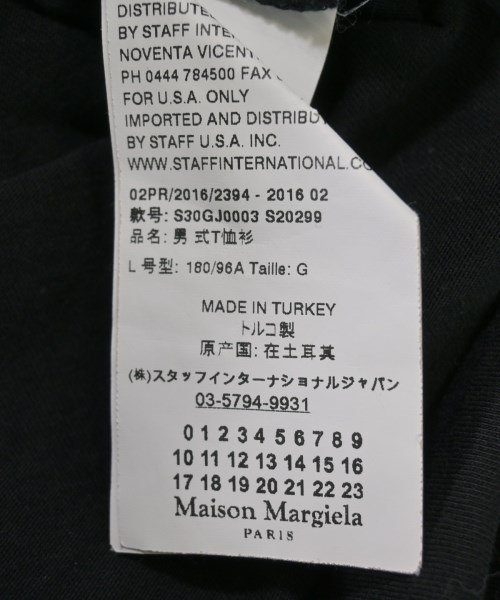 DISTRIBUTE
BY STAFF INTE
NOVENTA VICENT
PH 0444 784500 FAX
FOR U.S.A. ONLY
IMPORTED AND DISTRIBU
BY STAFF U.S.A. INC.
WWW.STAFFINTERNATIONAL.CO
02PR/2016/2394 - 2016 02
款号: S30GJ0003 S20299
品名: 男 式T恤衫
L 号型: 180/96A Taille: G
MADE IN TURKEY
トルコ製
原产国: 在土耳其
(株)スタッフインターナショナルジャパン
03-5794-9931
0 1 2 3 4 5 6 7 8 9
10 11 12 13 14 15 16
17 18 19 20 21 22 23
Maison Margiela
PARIS